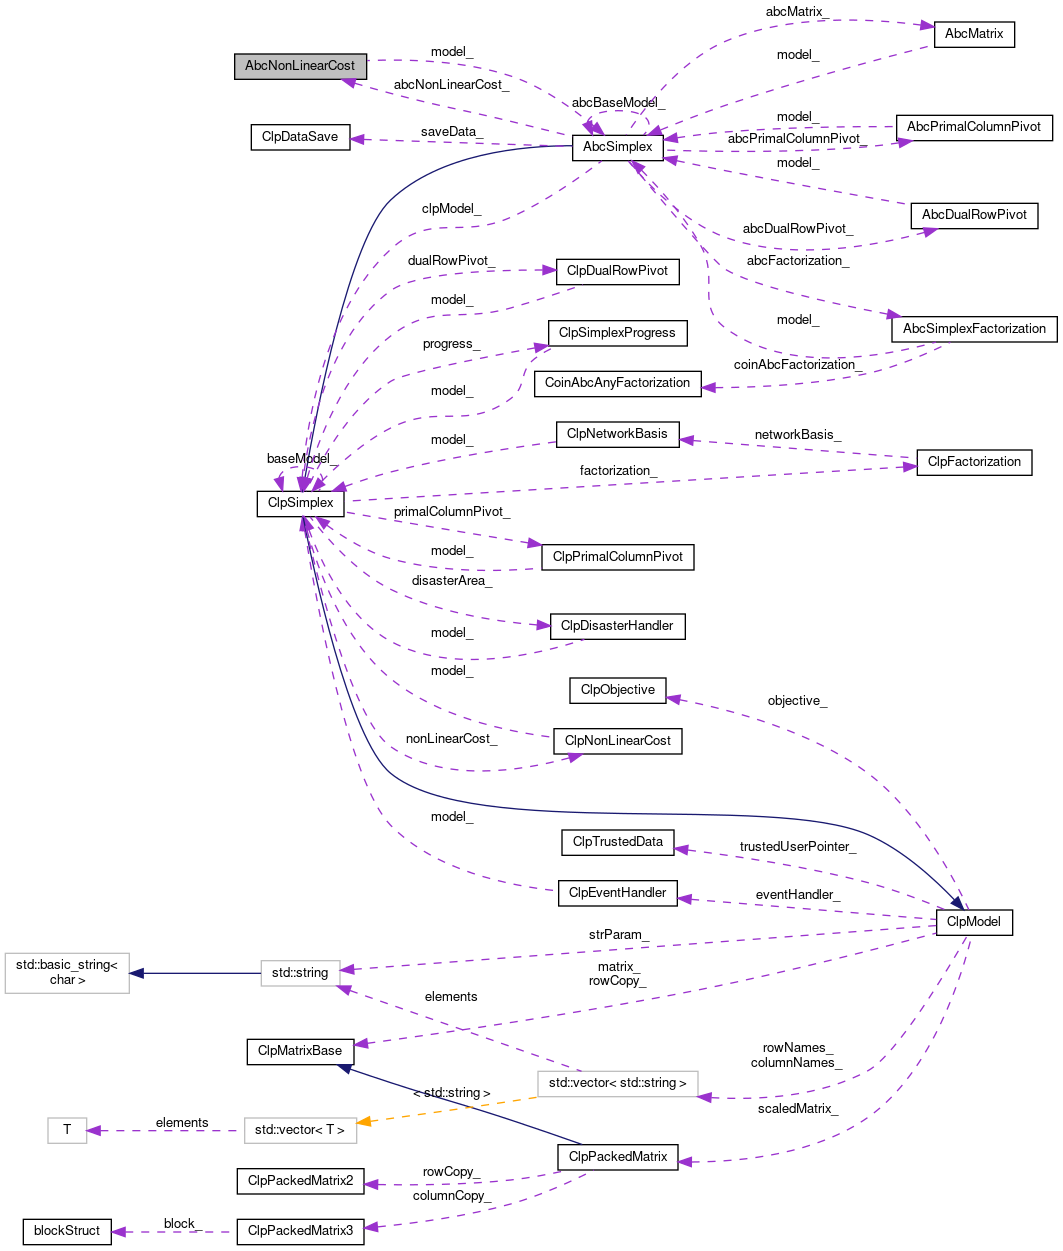 abcMatrix_
AbcMatrix
model_
AbcNonLinearCost
model_
abcNonLinearCost_
abcBaseModel_
model_
AbcPrimalColumnPivot
ClpDataSave
saveData_
AbcSimplex
abcPrimalColumnPivot_
model_
clpModel_
AbcDualRowPivot
abcDualRowPivot_
dualRowPivot_
ClpDualRowPivot
abcFactorization_
model_
model_
AbcSimplexFactorization
progress_
ClpSimplexProgress
coinAbcFactorization_
model_
CoinAbcAnyFactorization
model_
ClpNetworkBasis
networkBasis_
baseModel_
factorization_
ClpFactorization
ClpSimplex
primalColumnPivot_
model_
ClpPrimalColumnPivot
disasterArea_
ClpDisasterHandler
model_
model_
ClpObjective
objective_
nonLinearCost_
ClpNonLinearCost
model_
ClpTrustedData
trustedUserPointer_
ClpEventHandler
eventHandler_
ClpModel
strParam_
std::basic_string<
char >
std::string
matrix_
rowCopy_
elements
ClpMatrixBase
rowNames_
columnNames_
std::vector< std::string >
< std::string >
scaledMatrix_
T
elements
std::vector< T >
ClpPackedMatrix
ClpPackedMatrix2
rowCopy_
columnCopy_
blockStruct
block_
ClpPackedMatrix3